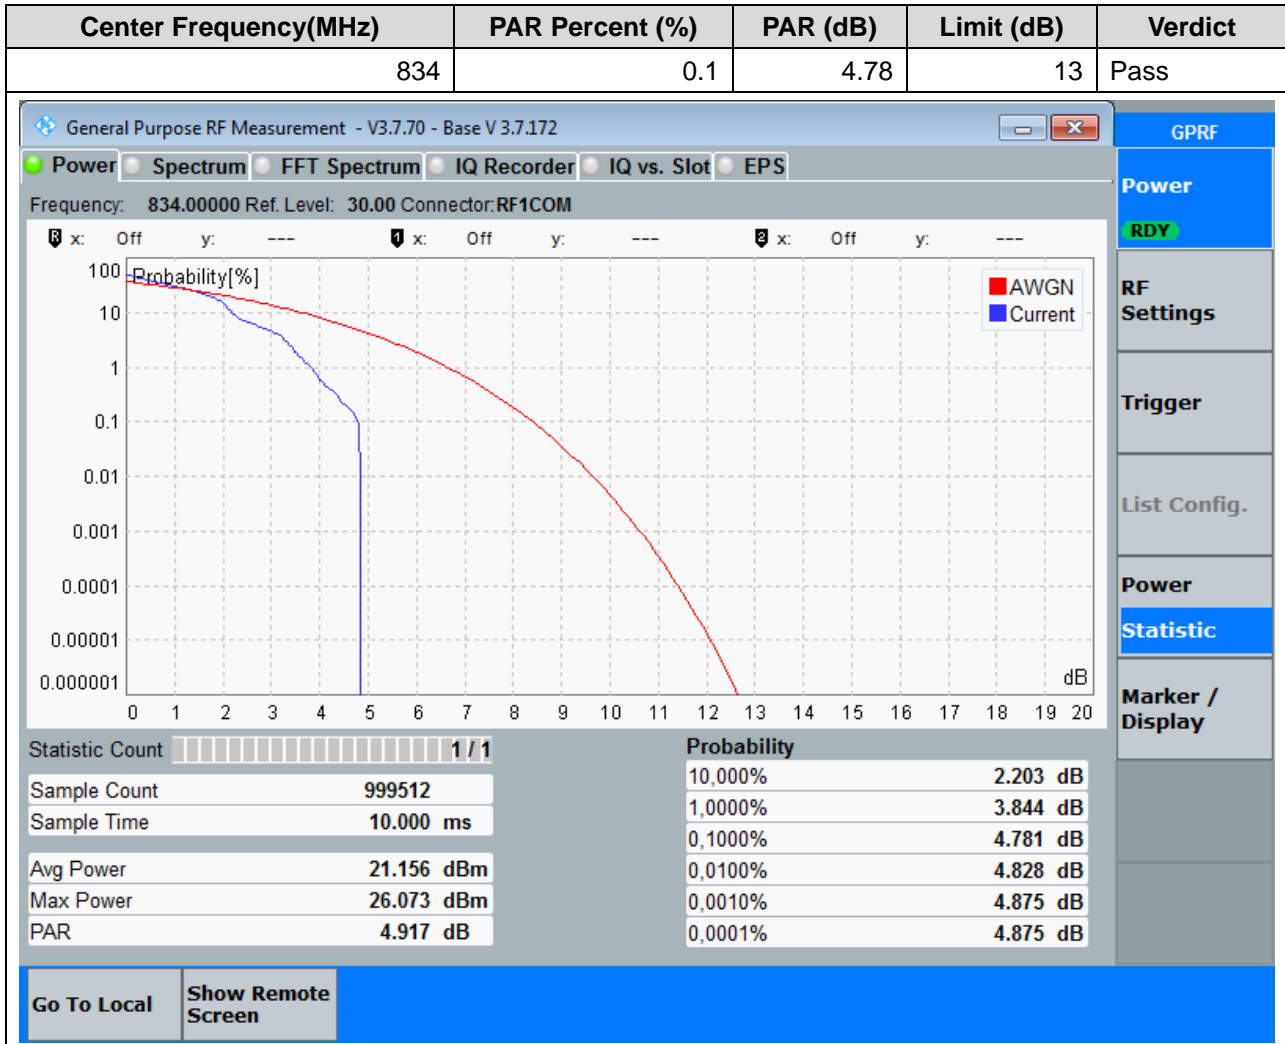 Center Frequency(MHz) PAR Percent (%) PAR (dB) Limit (dB) Verdict
834 0.1 4.78 13 Pass
General Purpose RF Measurement - V3.7.70 - Base V 3.7.172
GPRF
Power Spectrum FFT Spectrum IQ Recorder IQ vs. Slot EPS
Power
RDY
Frequency: 834.00000 Ref. Level: 30.00 Connector:RF1COM
R x: Off y: --- 1 x: Off y: --- 2 x: Off y: ---
Probability[%]
100
10
1
0.1
0.01
0.001
0.0001
0.00001
0.000001
AWGN
Current
dB
0 1 2 3 4 5 6 7 8 9 10 11 12 13 14 15 16 17 18 19 20
RF
Settings
Trigger
List Config.
Power
Statistic
Marker /
Display
Statistic Count 1 / 1
Sample Count 999512
Sample Time 10.000 ms
Avg Power 21.156 dBm
Max Power 26.073 dBm
PAR 4.917 dB
Probability
10,000% 2.203 dB
1,0000% 3.844 dB
0,1000% 4.781 dB
0,0100% 4.828 dB
0,0010% 4.875 dB
0,0001% 4.875 dB
Go To Local
Show Remote
Screen